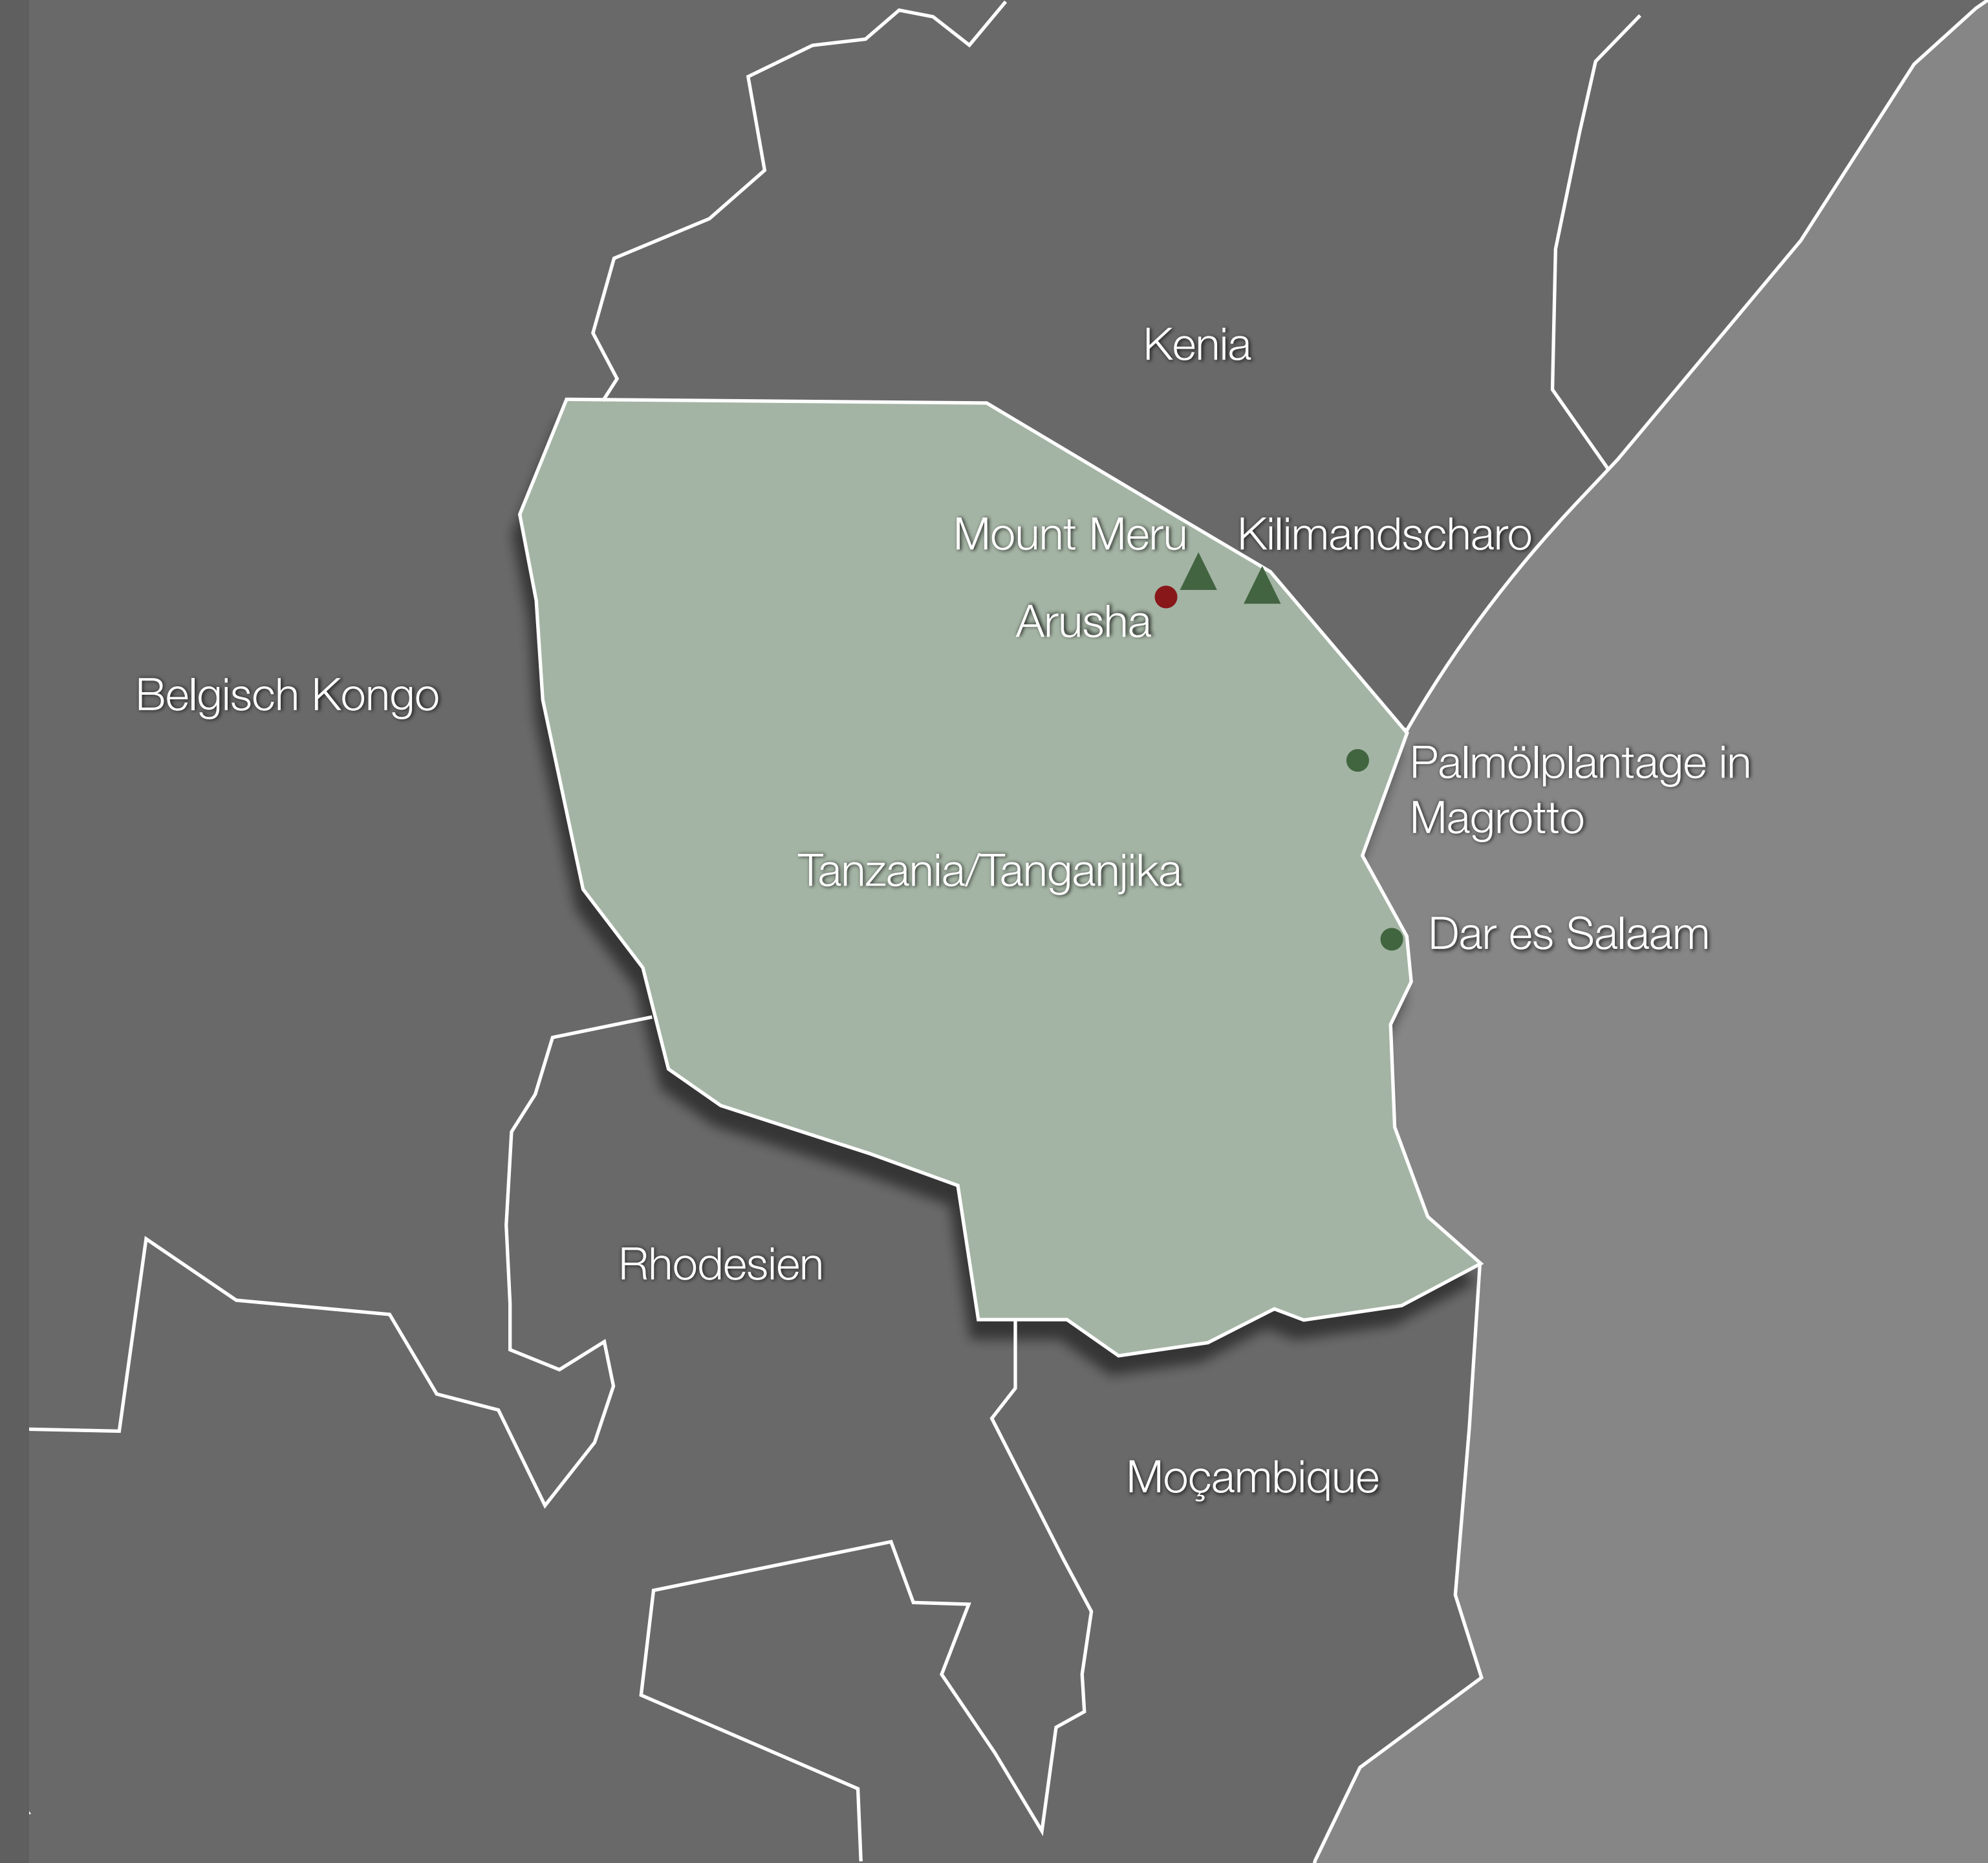 Kenia
Mount Meru
Kilimandscharo
Arusha
Belgisch Kongo
Palmölplantage in
Magrotto
Tanzania/Tanganjika
Dar es Salaam
Rhodesien
Moçambique